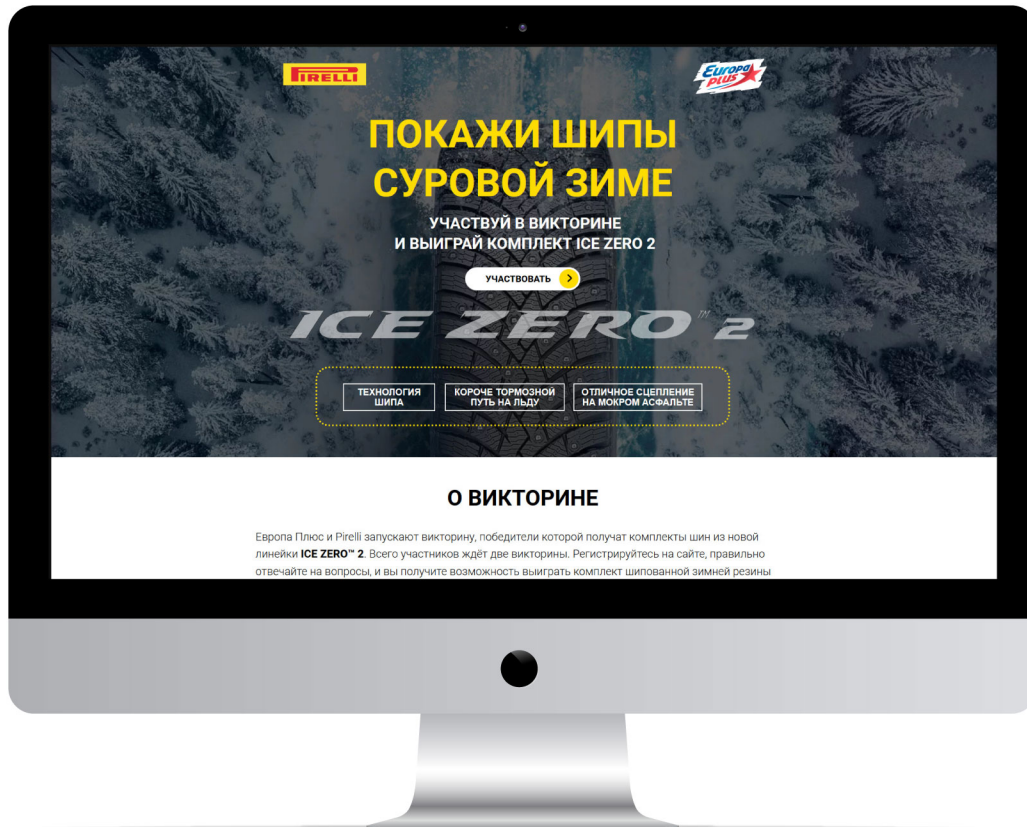 PIRELLI
Europa
PLUS
ПОКАЖИ ШИПЫ
СУРОВОЙ ЗИМЕ
УЧАСТВУЙ В ВИКТОРИНЕ
И ВЫИГРАЙ КОМПЛЕКТ ICE ZERO 2
УЧАСТВОВАТЬ
ICE ZERO™ 2
ТЕХНОЛОГИЯ
ШИПА
КОРОЧЕ ТОРМОЗНОЙ
ПУТЬ НА ЛЬДУ
ОТЛИЧНОЕ СЦЕПЛЕНИЕ
НА МОКРОМ АСФАЛЬТЕ
О ВИКТОРИНЕ
Европа Плюс и Pirelli запускают викторину, победители которой получат комплекты шин из новой
линейки ICE ZERO™ 2. Всего участников ждёт две викторины. Регистрируйтесь на сайте, правильно
отвечайте на вопросы, и вы получите возможность выиграть комплект шипованной зимней резины